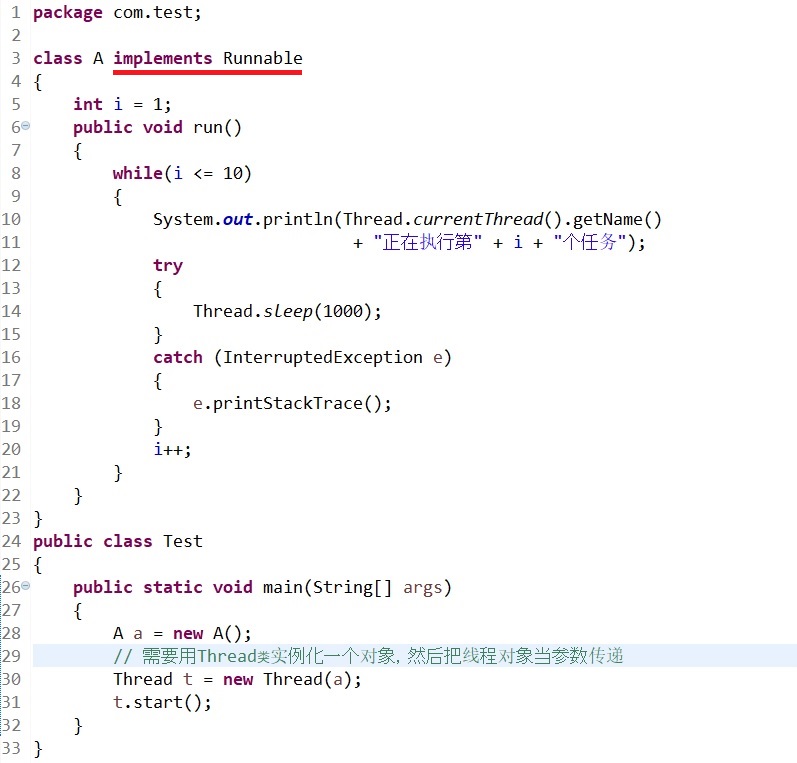 1 package com.test;
2
3 class A implements Runnable
4 {
5     int i = 1;
6     public void run()
7     {
8         while(i <= 10)
9         {
10             System.out.println(Thread.currentThread().getName()
11                                 + "正在执行第" + i + "个任务");
12             try
13             {
14                 Thread.sleep(1000);
15             }
16             catch (InterruptedException e)
17             {
18                 e.printStackTrace();
19             }
20             i++;
21         }
22     }
23 }
24 public class Test
25 {
26     public static void main(String[] args)
27     {
28         A a = new A();
29         // 需要用Thread类实例化一个对象, 然后把线程对象当参数传递
30         Thread t = new Thread(a);
31         t.start();
32     }
33 }